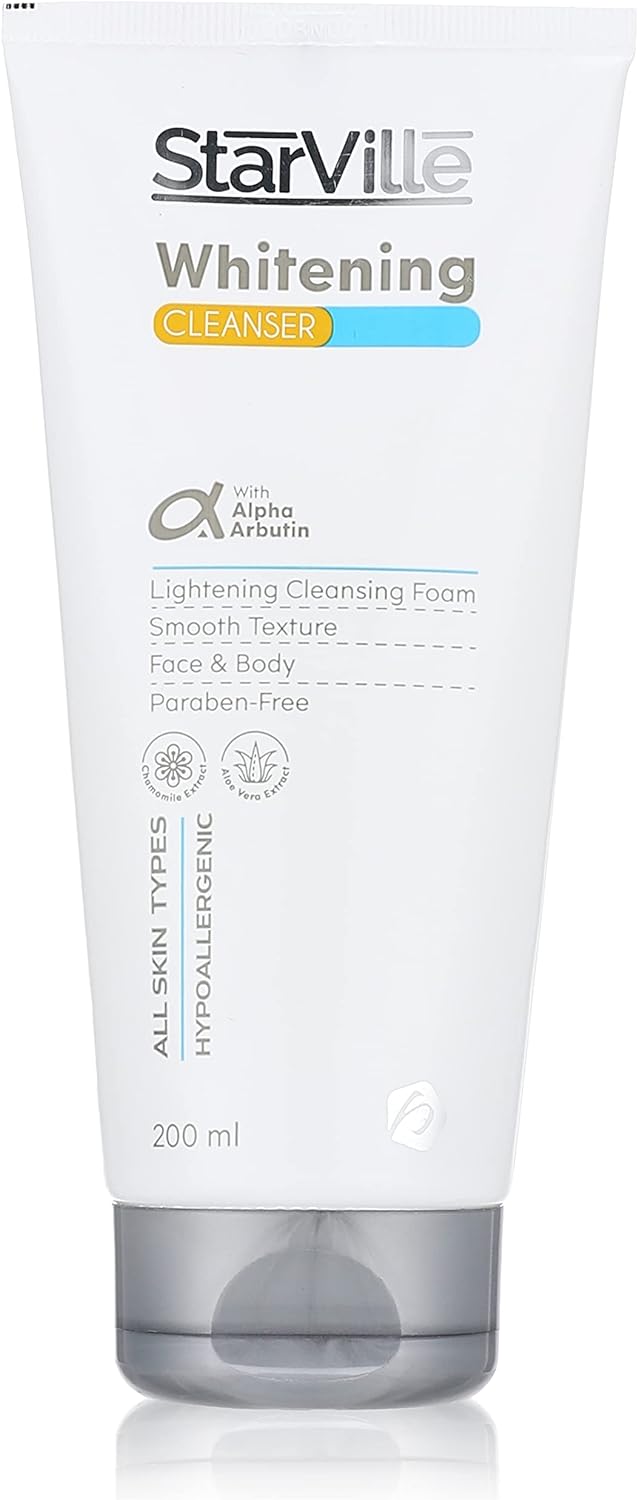 StarVille
Whitening
CLEANSER
With
Alpha
Arbutin
Lightening Cleansing Foam
Smooth Texture
Face & Body
Paraben-Free
Chamomile Extract
Aloe Vera Extract
ALL SKIN TYPES
HYPOALLERGENIC
200 ml